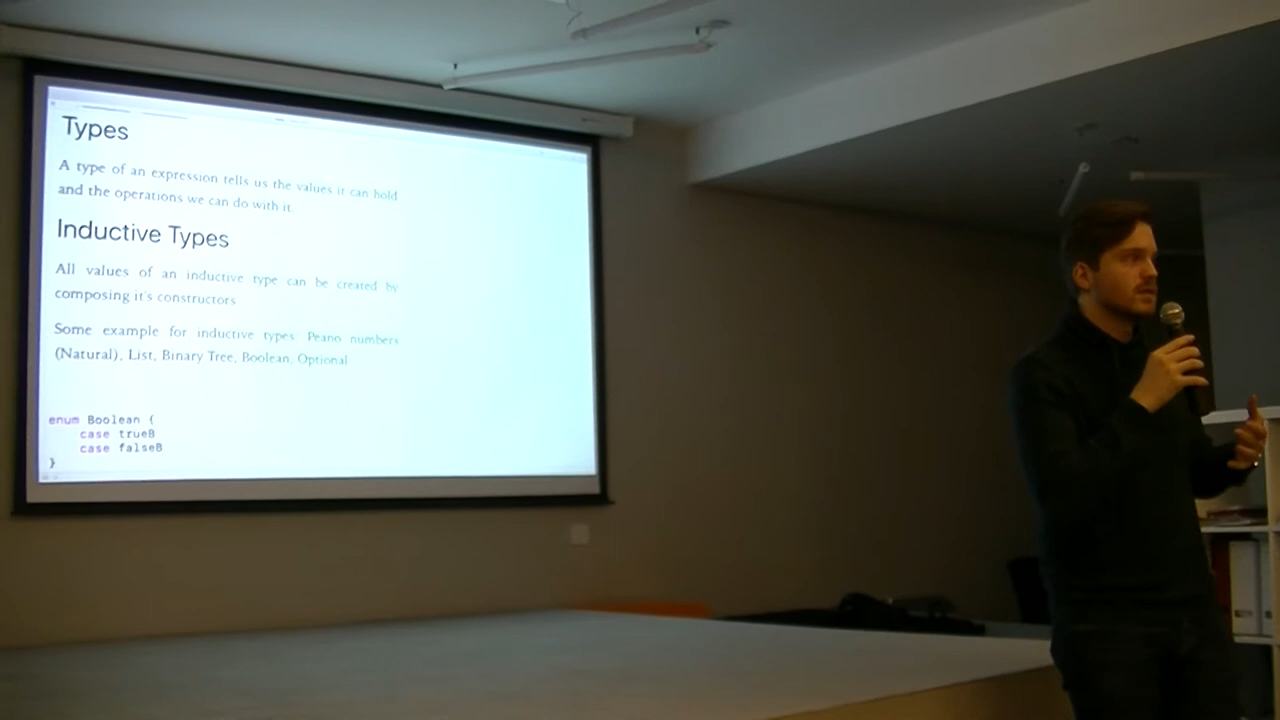 Types
A type of an expression tells us the values it can hold
and the operations we can do with it.
Inductive Types
All values of an inductive type can be created by
composing it's constructors
Some example for inductive types: Peano numbers
(Natural), List, Binary Tree, Boolean, Optional
enum Boolean {
    case trueB
    case falseB
}